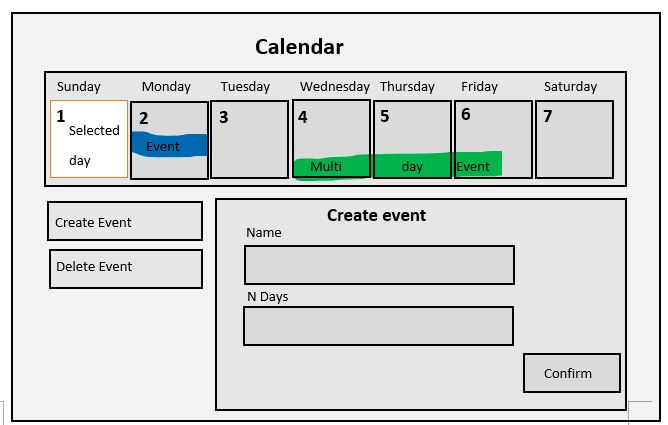 Calendar
Sunday Monday Tuesday Wednesday Thursday Friday Saturday
1 2 3 4 5 6 7
Selected
day
Event
Multi day Event
Create Event
Delete Event
Create event
Name
N Days
Confirm